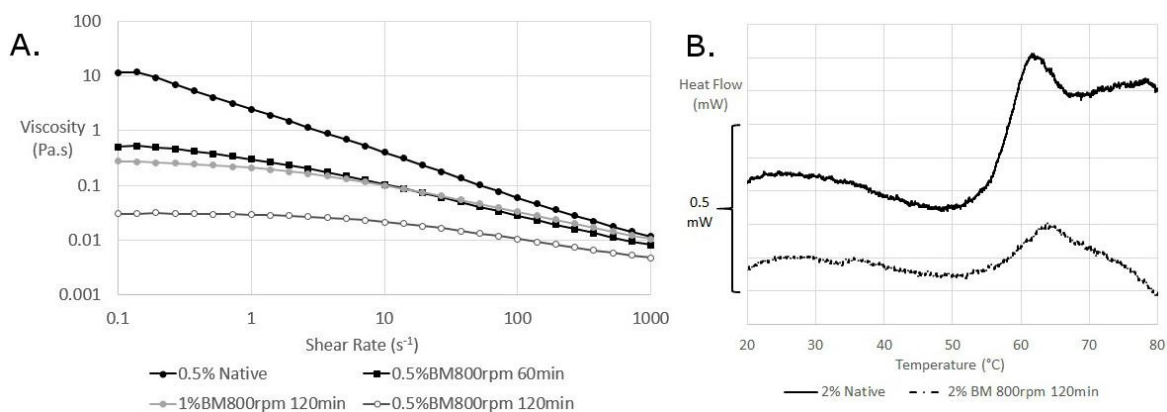 A.
10
1
Viscosity
(Pa.s)
0.1
0.01
0.001
0.1 1 10 100 1000
Shear Rate (s⁻¹)
0.5% Native 0.5%BM800rpm 60min
1%BM800rpm 120min 0.5%BM800rpm 120min
B.
Heat Flow
(mW)
0.5
mW
20 30 40 50 60 70 80
Temperature (°C)
2% Native 2% BM 800rpm 120min